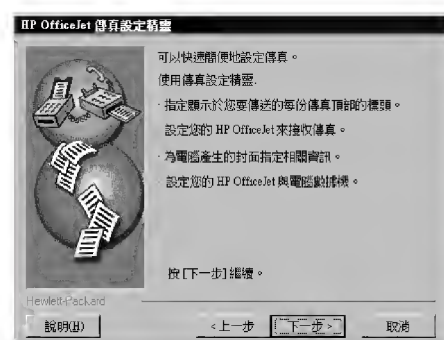 HP OfficeJet 傳真設定精靈
可以快速簡便地設定傳真。
使用傳真設定精靈.
· 指定顯示於您要傳送的每份傳真頂部的標頭。
設定您的 HP OfficeJet 來接收傳真。
· 為電腦產生的封面指定相關資訊。
設定您的 HP OfficeJet 與電腦數據機。
按 [下一步] 繼續。
Hewlett-Packard
說明(H)
<上一步
下一步>
取消